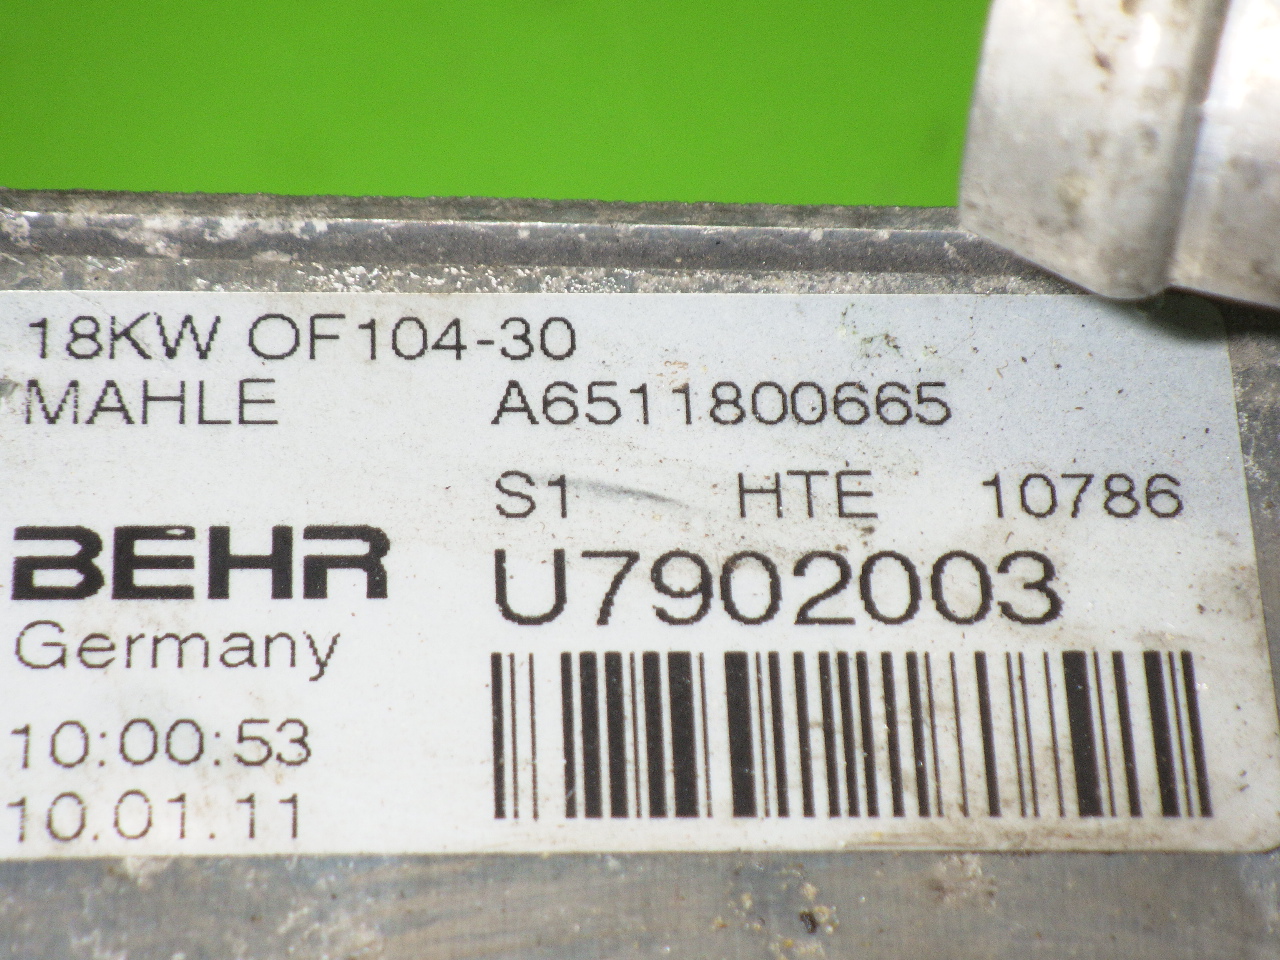 18KW OF104-30
MAHLE A6511800665
S1 HTE 10786
BEHR U7902003
Germany
10:00:53
10.01.11